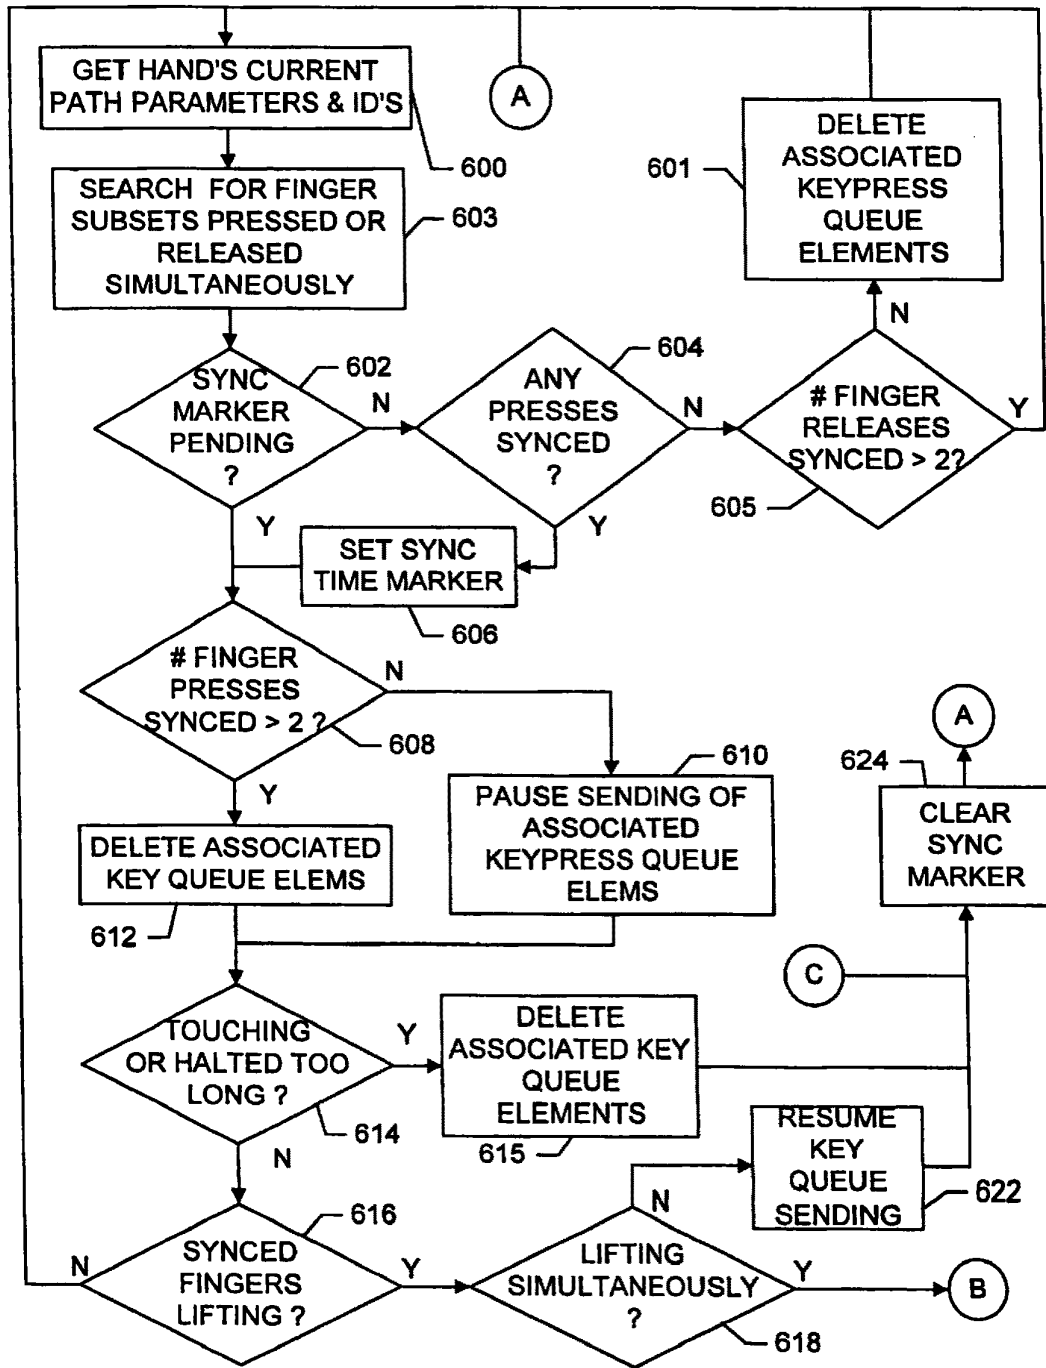 GET HAND'S CURRENT
PATH PARAMETERS & ID'S
600
A
DELETE
ASSOCIATED
KEYPRESS
QUEUE
ELEMENTS
601
SEARCH FOR FINGER
SUBSETS PRESSED OR
RELEASED
SIMULTANEOUSLY
603
N
SYNC
MARKER
PENDING
?
602
N
Y
ANY
PRESSES
SYNCED
?
604
N
Y
# FINGER
RELEASES
SYNCED > 2?
605
Y
SET SYNC
TIME MARKER
606
# FINGER
PRESSES
SYNCED > 2 ?
608
N
Y
610
PAUSE SENDING OF
ASSOCIATED
KEYPRESS QUEUE
ELEMS
A
624
CLEAR
SYNC
MARKER
DELETE ASSOCIATED
KEY QUEUE ELEMS
612
C
TOUCHING
OR HALTED TOO
LONG ?
614
Y
N
DELETE
ASSOCIATED KEY
QUEUE
ELEMENTS
615
RESUME
KEY
QUEUE
SENDING
622
N
SYNCED
FINGERS
LIFTING ?
616
N
Y
LIFTING
SIMULTANEOUSLY
?
618
Y
B